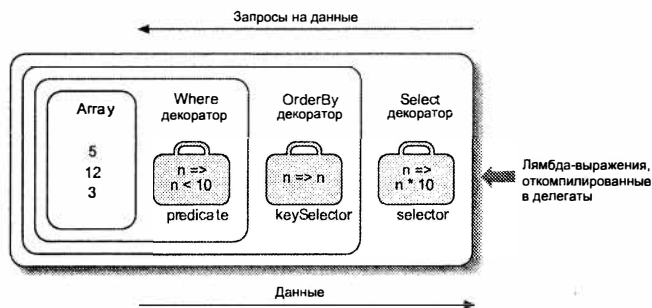 Запросы на данные
Array
5
12
3
Where
декоратор
n =>
n < 10
predicate
OrderBy
декоратор
n => n
keySelector
Select
декоратор
n =>
n * 10
selector
Лямбда-выражения,
откомпилированные
в делегаты
Данные